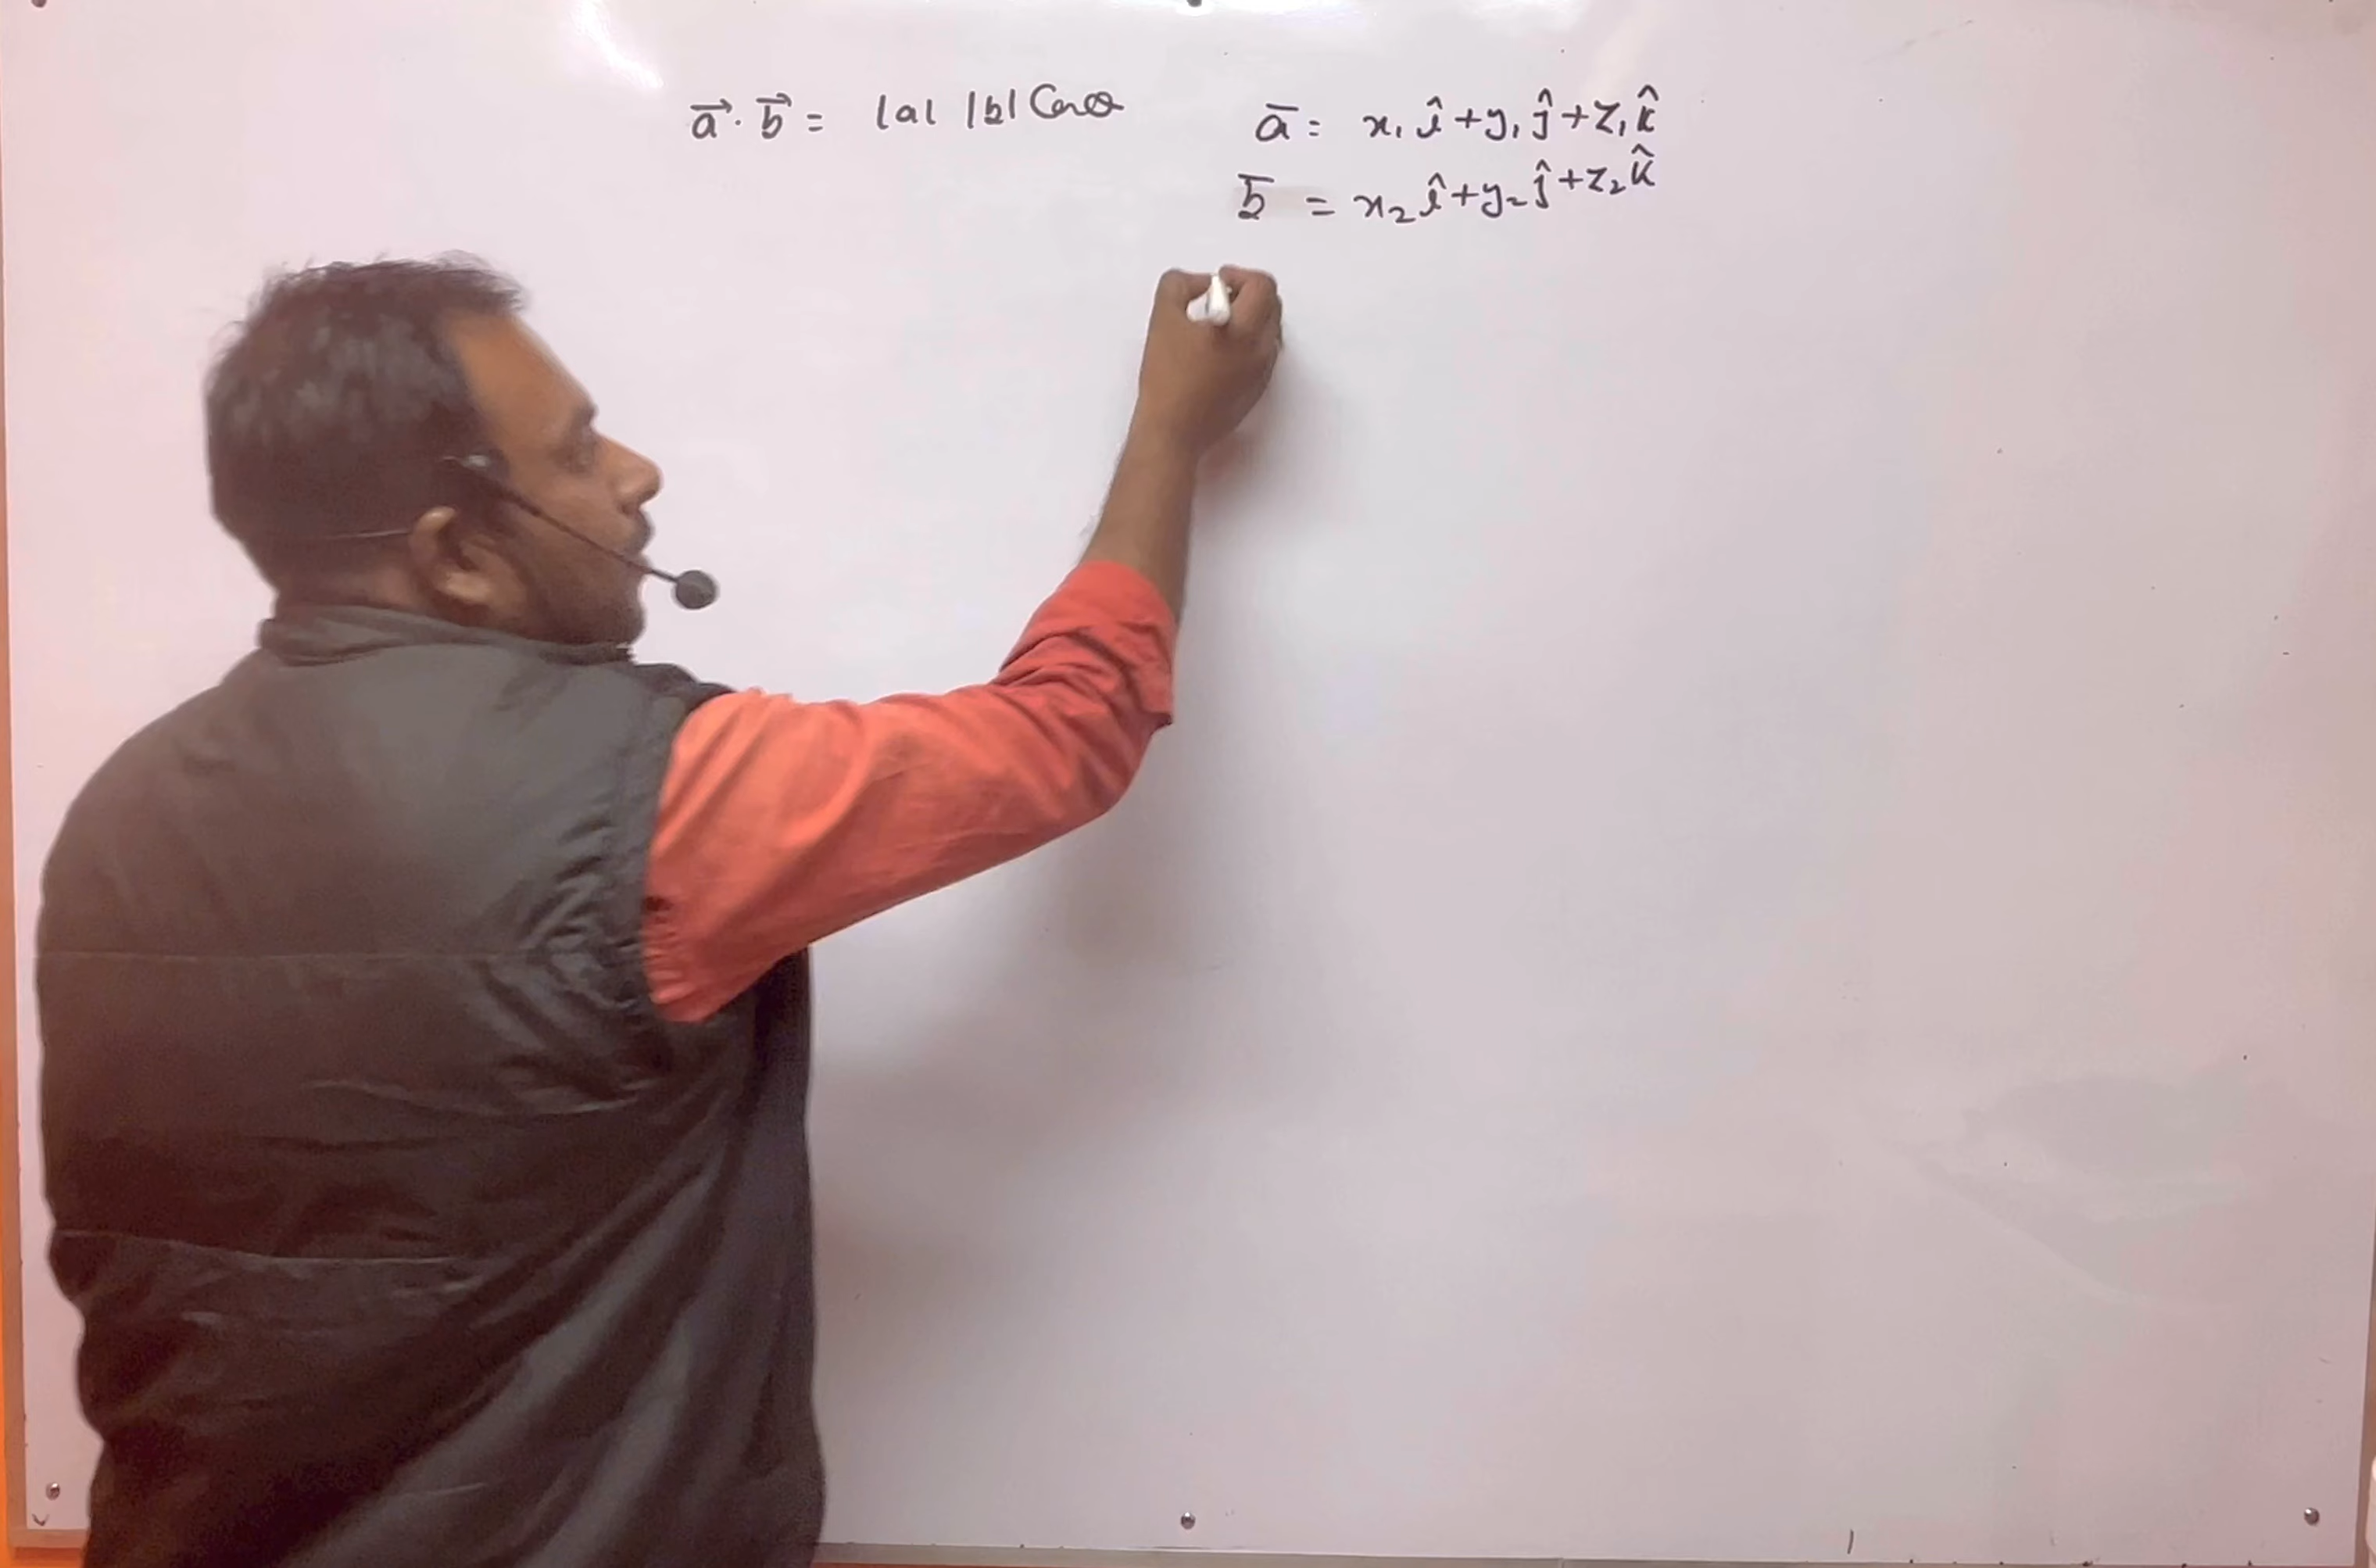 a⃗ · b⃗ = |a| |b| Cosθ
a̅ = x₁ î + y₁ ĵ + z₁ k̂
b̅ = x₂ î + y₂ ĵ + z₂ k̂